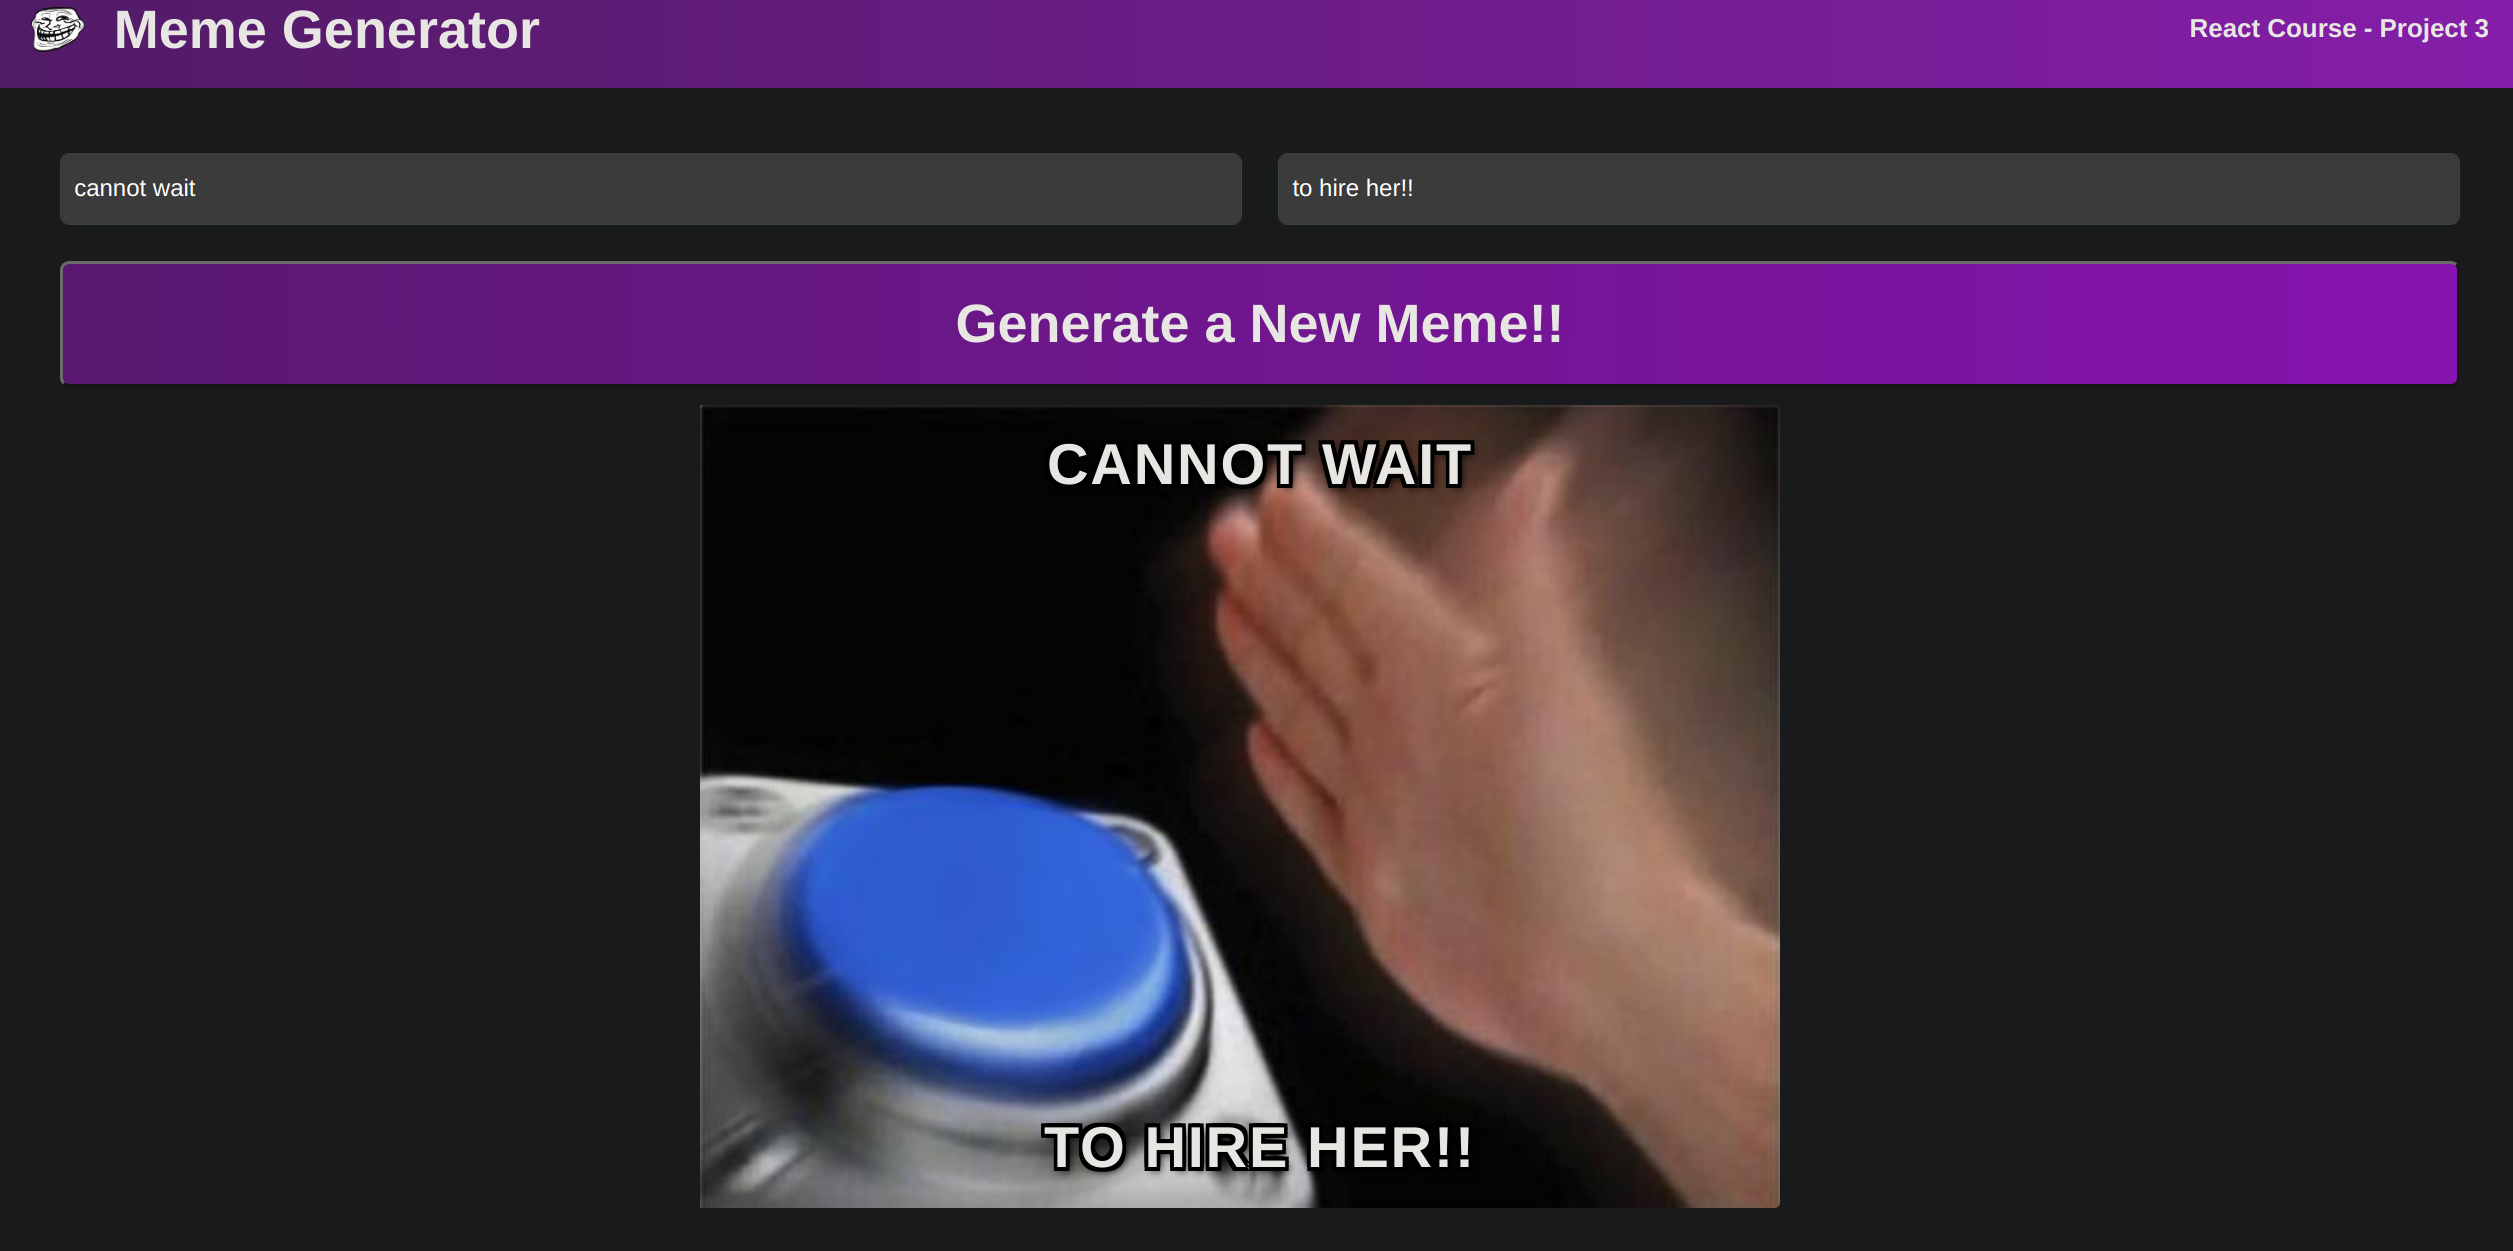 Meme Generator
React Course - Project 3
cannot wait
to hire her!!
Generate a New Meme!!
CANNOT WAIT
TO HIRE HER!!